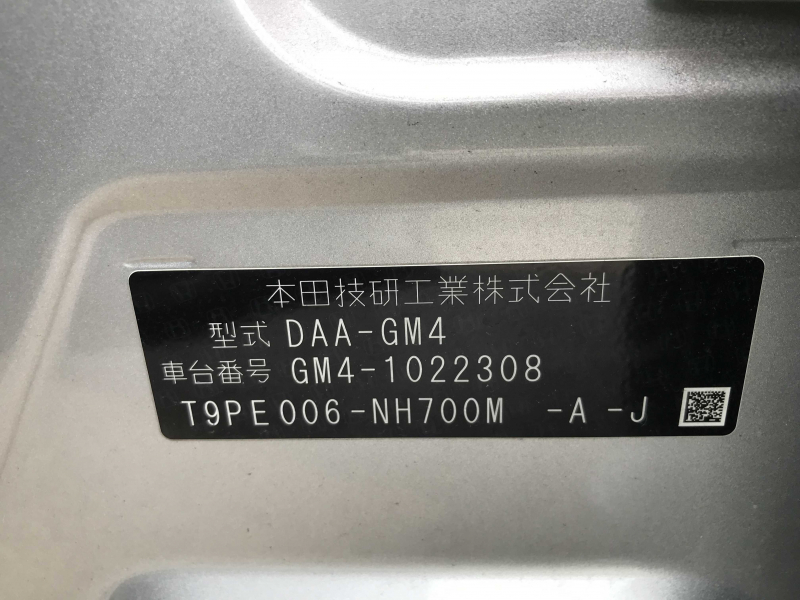 本田技研工業株式会社
型式 DAA-GM4
車台番号 GM4-1022308
T9PE006-NH700M -A -J